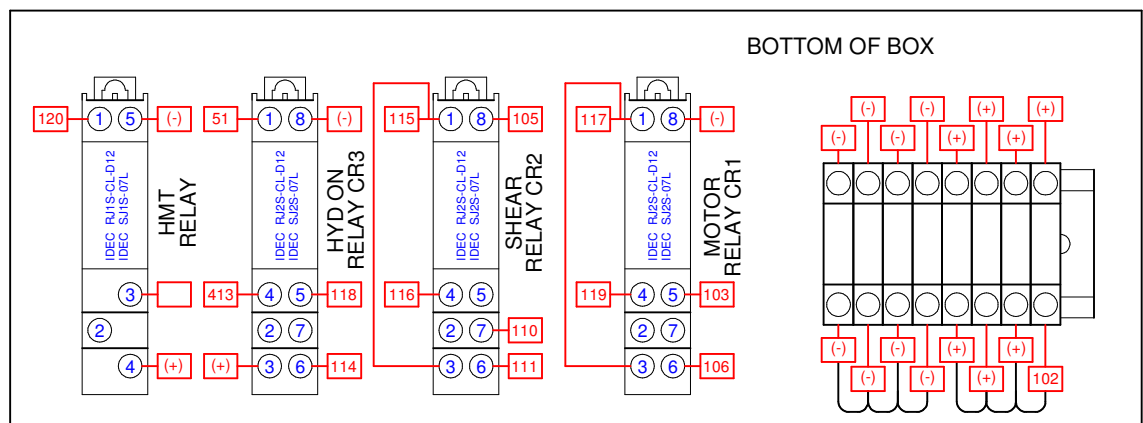 BOTTOM OF BOX
120 1 5 (-)
IDEC RJ1S-CL-D12
IDEC SJ1S-07L
HMT
RELAY
3
2
4 (+)
51 1 8 (-)
IDEC RJ2S-CL-D12
IDEC SJ2S-07L
HYD ON
RELAY CR3
413 4 5 118
2 7
(+) 3 6 114
115 1 8 105
IDEC RJ2S-CL-D12
IDEC SJ2S-07L
SHEAR
RELAY CR2
116 4 5
2 7 110
3 6 111
117 1 8 (-)
IDEC RJ2S-CL-D12
IDEC SJ2S-07L
MOTOR
RELAY CR1
119 4 5 103
2 7
3 6 106
(-) (-) (+) (+)
(-) (-) (+) (+)
(-) (-) (+) (+)
(-) (-) (+) 102